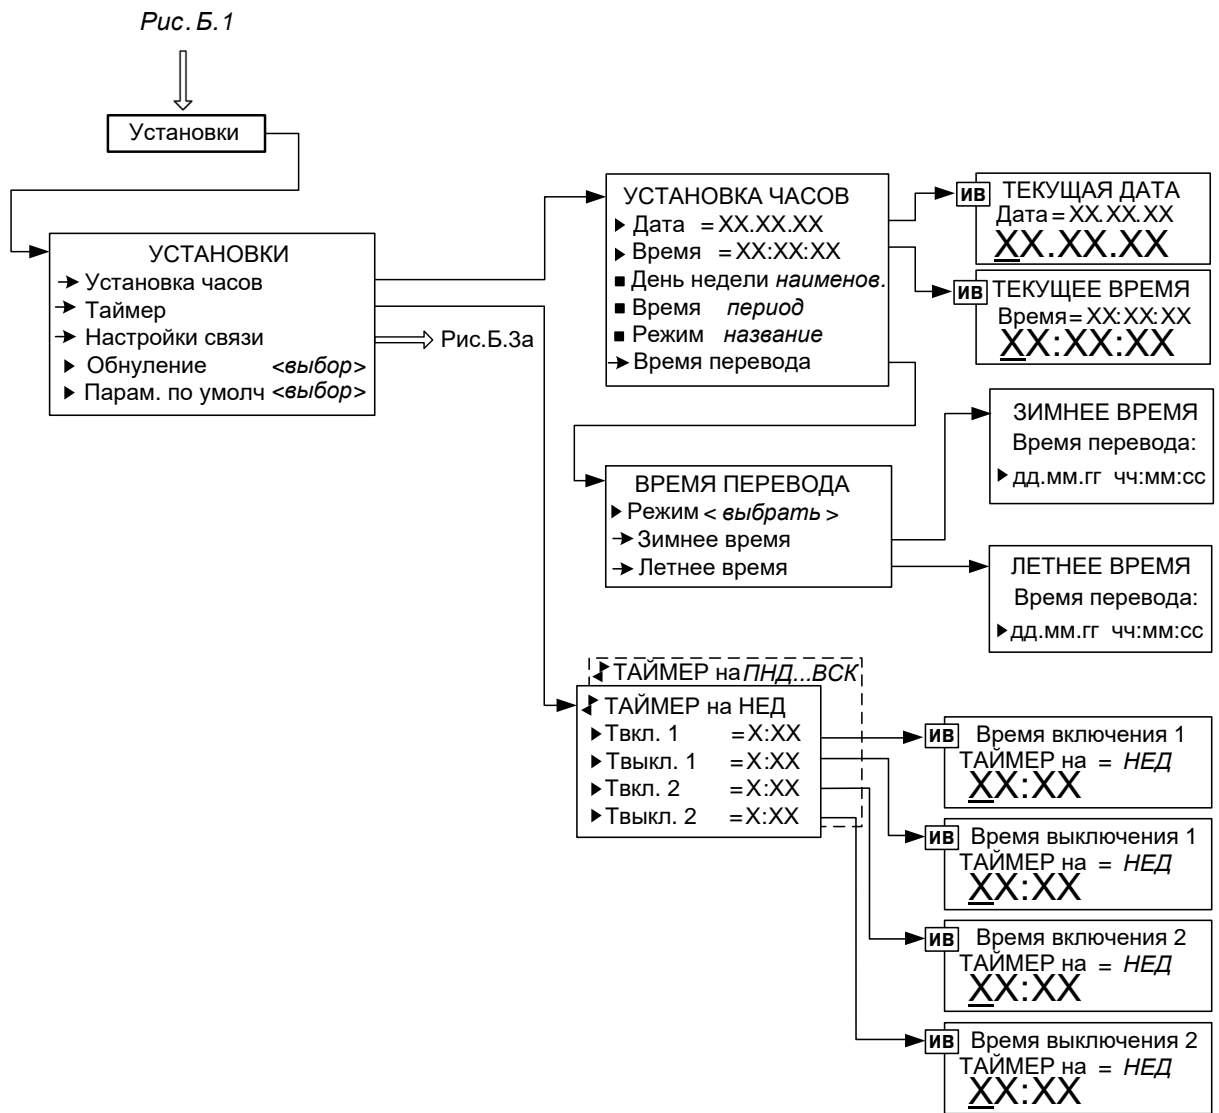 Рис. Б.1
Установки
УСТАНОВКИ
Установка часов
Таймер
Настройки связи
Обнуление <выбор>
Парам. по умолч <выбор>
Рис.Б.3а
УСТАНОВКА ЧАСОВ
Дата = XX.XX.XX
Время = XX:XX:XX
День недели наименов.
Время период
Режим название
Время перевода
ИВ ТЕКУЩАЯ ДАТА
Дата = XX.XX.XX
XX.XX.XX
ИВ ТЕКУЩЕЕ ВРЕМЯ
Время = XX:XX:XX
XX:XX:XX
ВРЕМЯ ПЕРЕВОДА
Режим < выбрать >
Зимнее время
Летнее время
ЗИМНЕЕ ВРЕМЯ
Время перевода:
дд.мм.гг чч:мм:сс
ЛЕТНЕЕ ВРЕМЯ
Время перевода:
дд.мм.гг чч:мм:сс
ТАЙМЕР на ПНД...ВСК
ТАЙМЕР на НЕД
Твкл. 1 = X:XX
Твыкл. 1 = X:XX
Твкл. 2 = X:XX
Твыкл. 2 = X:XX
ИВ Время включения 1
ТАЙМЕР на = НЕД
XX:XX
ИВ Время выключения 1
ТАЙМЕР на = НЕД
XX:XX
ИВ Время включения 2
ТАЙМЕР на = НЕД
XX:XX
ИВ Время выключения 2
ТАЙМЕР на = НЕД
XX:XX